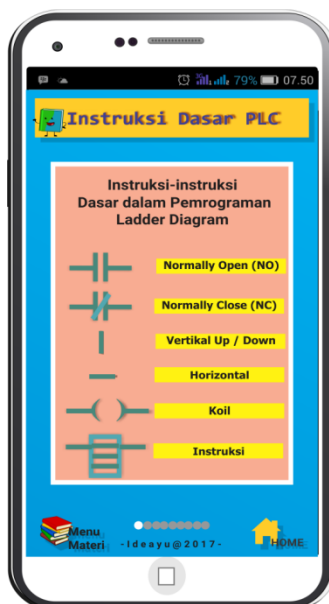 79% 07.50
Instruksi Dasar PLC
Instruksi-instruksi
Dasar dalam Pemrograman
Ladder Diagram
Normally Open (NO)
Normally Close (NC)
Vertikal Up / Down
Horizontal
Koil
Instruksi
Menu
Materi
-Ideayu@2017-
HOME